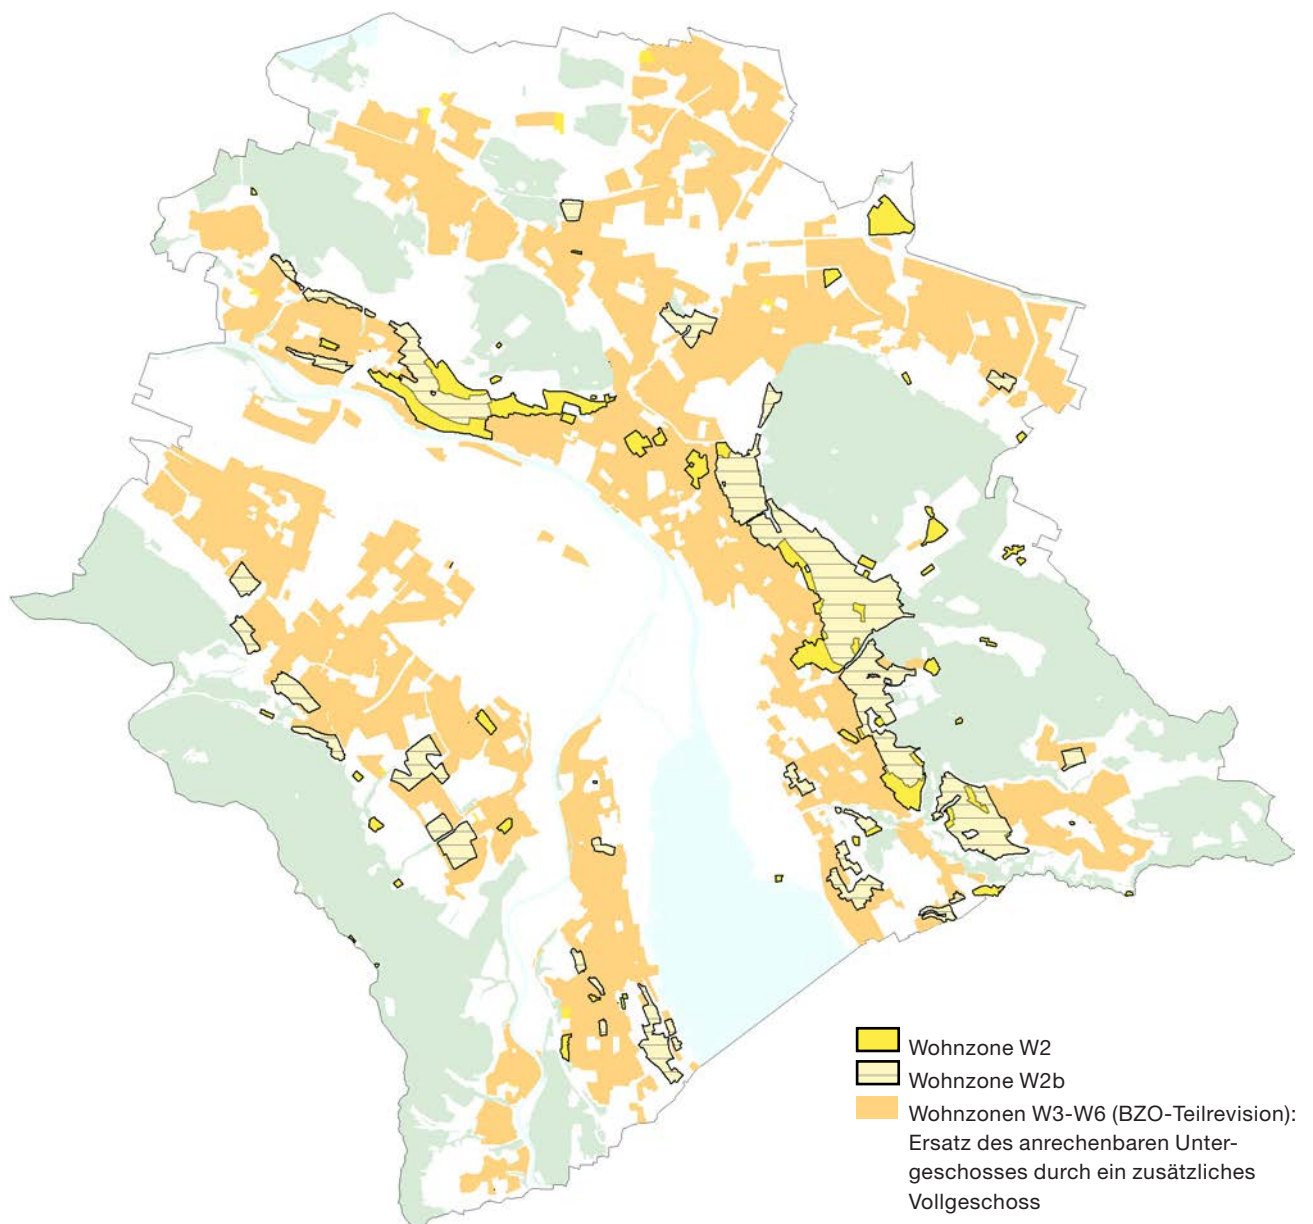 Wohnzone W2
Wohnzone W2b
Wohnzonen W3-W6 (BZO-Teilrevision):
Ersatz des anrechenbaren Unter-
geschosses durch ein zusätzliches
Vollgeschoss